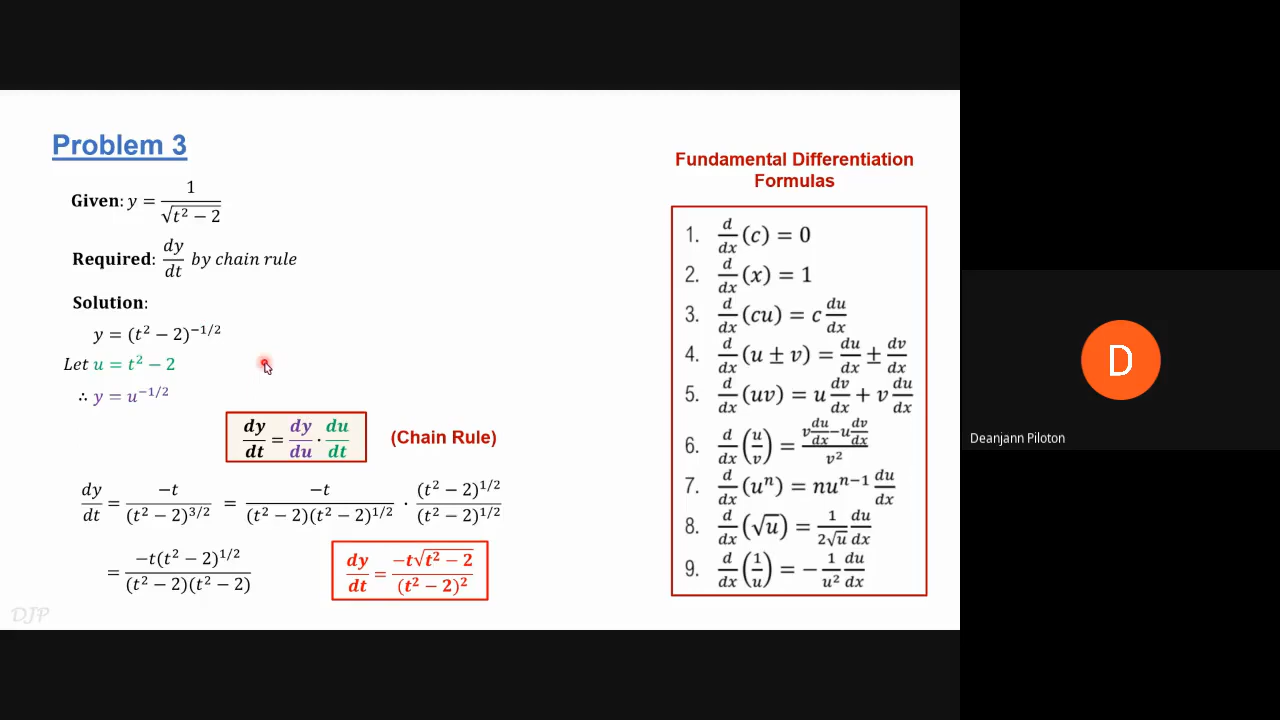 Problem 3
Given: y = 1/√(t² − 2)
Required: dy/dt by chain rule
Solution:
y = (t² − 2)^(−1/2)
Let u = t² − 2
∴ y = u^(−1/2)
dy/dt = dy/du · du/dt (Chain Rule)
dy/dt = −t/(t² − 2)^(3/2) = −t/((t² − 2)(t² − 2)^(1/2)) · (t² − 2)^(1/2)/(t² − 2)^(1/2)
= −t(t² − 2)^(1/2)/((t² − 2)(t² − 2))
dy/dt = −t√(t² − 2)/(t² − 2)²
DJP
Fundamental Differentiation
Formulas
1. d/dx (c) = 0
2. d/dx (x) = 1
3. d/dx (cu) = c du/dx
4. d/dx (u ± v) = du/dx ± dv/dx
5. d/dx (uv) = u dv/dx + v du/dx
6. d/dx (u/v) = (v du/dx − u dv/dx)/v²
7. d/dx (uⁿ) = nuⁿ⁻¹ du/dx
8. d/dx (√u) = 1/(2√u) du/dx
9. d/dx (1/u) = − 1/u² du/dx
D
Deanjann Piloton